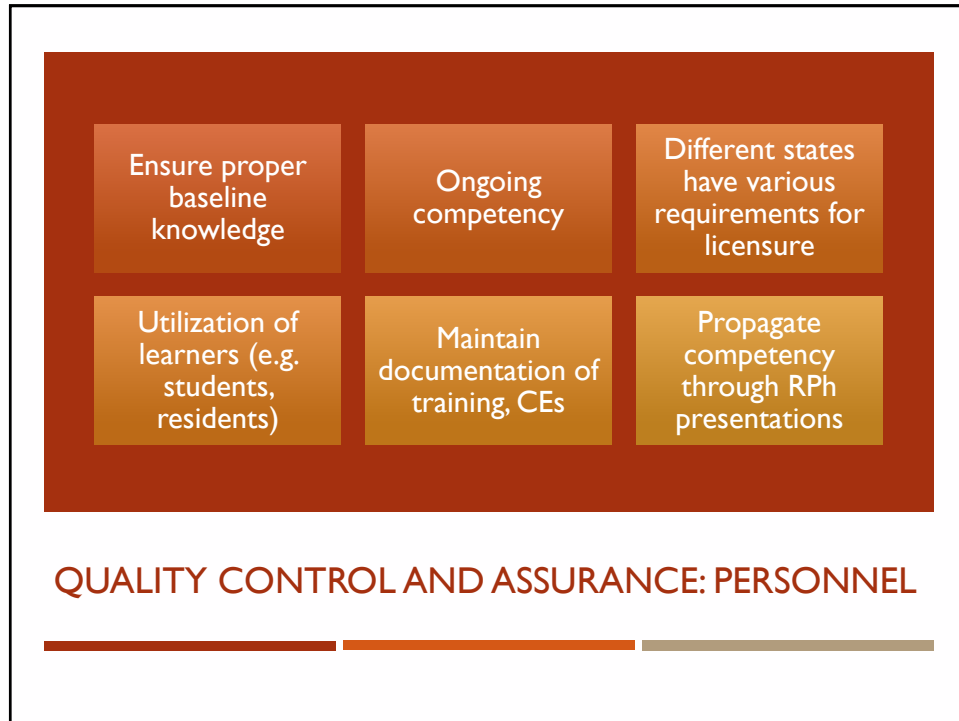 Ensure proper
baseline
knowledge
Ongoing
competency
Different states
have various
requirements for
licensure
Utilization of
learners (e.g.
students,
residents)
Maintain
documentation of
training, CEs
Propagate
competency
through RPh
presentations
QUALITY CONTROL AND ASSURANCE: PERSONNEL